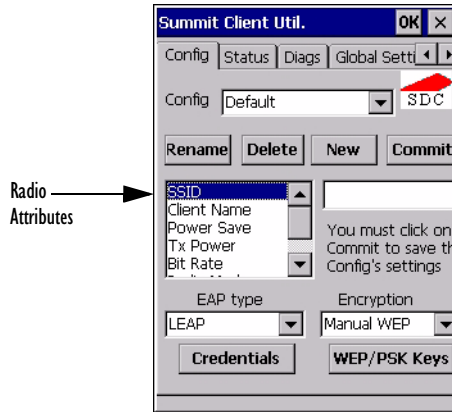 Summit Client Util. OK ×
Config Status Diags Global Setti
Config Default SDC
Rename Delete New Commit
Radio
Attributes
SSID
Client Name
Power Save
Tx Power
Bit Rate
You must click on
Commit to save th
Config's settings
EAP type Encryption
LEAP Manual WEP
Credentials WEP/PSK Keys